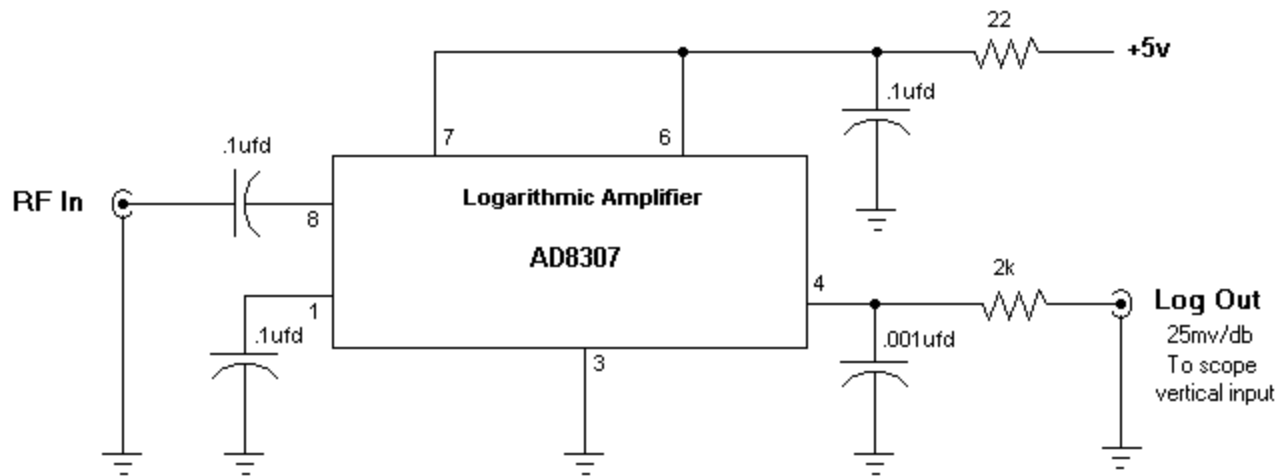 22
+5v
.1ufd
7
6
.1ufd
RF In
8
Logarithmic Amplifier
AD8307
2k
4
Log Out
1
.1ufd
3
.001ufd
25mv/db
To scope
vertical input